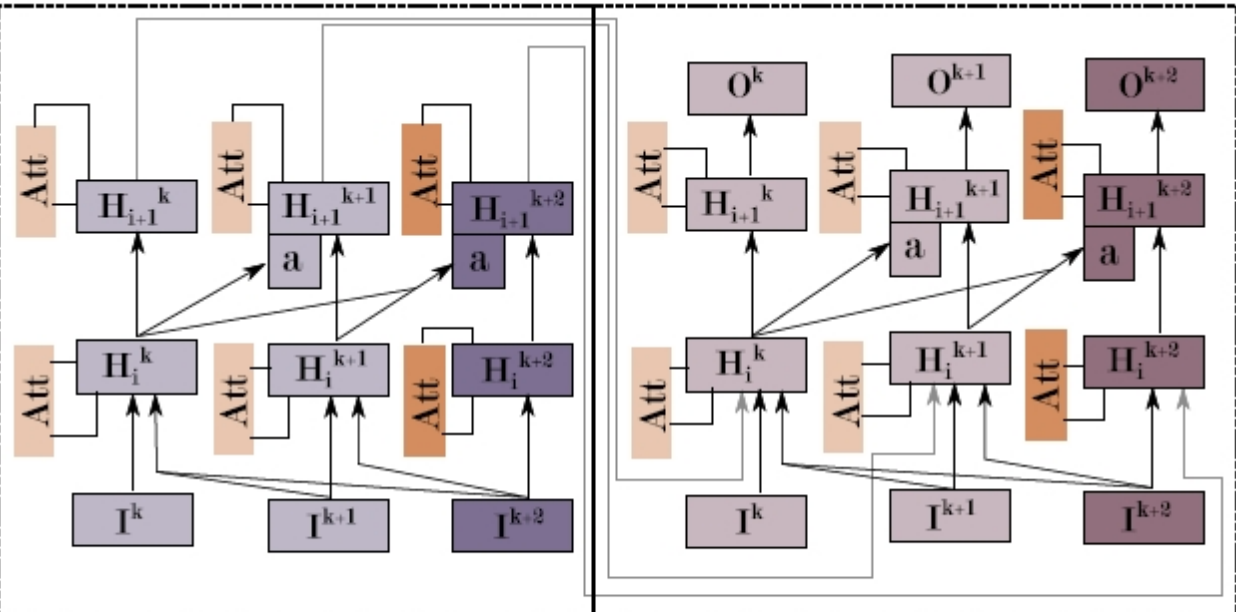 O^k O^{k+1} O^{k+2}
Att Att Att Att Att Att
H_{i+1}^k H_{i+1}^{k+1} H_{i+1}^{k+2} H_{i+1}^k H_{i+1}^{k+1} H_{i+1}^{k+2}
a a a a
Att Att Att Att Att Att
H_i^k H_i^{k+1} H_i^{k+2} H_i^k H_i^{k+1} H_i^{k+2}
I^k I^{k+1} I^{k+2} I^k I^{k+1} I^{k+2}